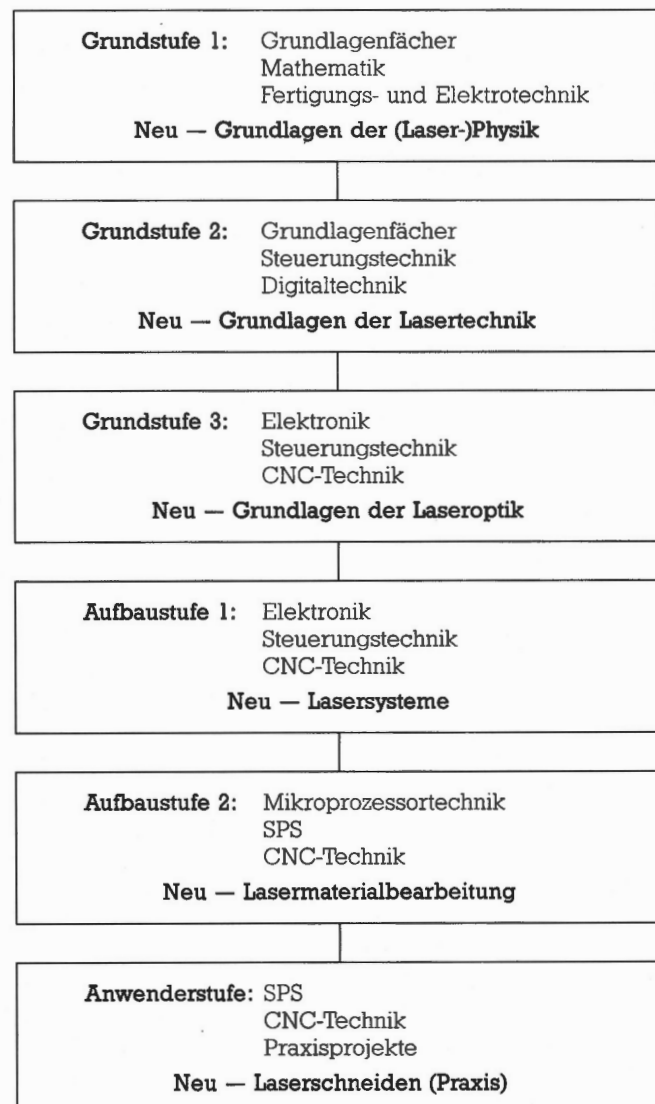 Grundstufe 1: Grundlagenfächer
Mathematik
Fertigungs- und Elektrotechnik
Neu — Grundlagen der (Laser-)Physik
Grundstufe 2: Grundlagenfächer
Steuerungstechnik
Digitaltechnik
Neu — Grundlagen der Lasertechnik
Grundstufe 3: Elektronik
Steuerungstechnik
CNC-Technik
Neu — Grundlagen der Laseroptik
Aufbaustufe 1: Elektronik
Steuerungstechnik
CNC-Technik
Neu — Lasersysteme
Aufbaustufe 2: Mikroprozessortechnik
SPS
CNC-Technik
Neu — Lasermaterialbearbeitung
Anwenderstufe: SPS
CNC-Technik
Praxisprojekte
Neu — Laserschneiden (Praxis)